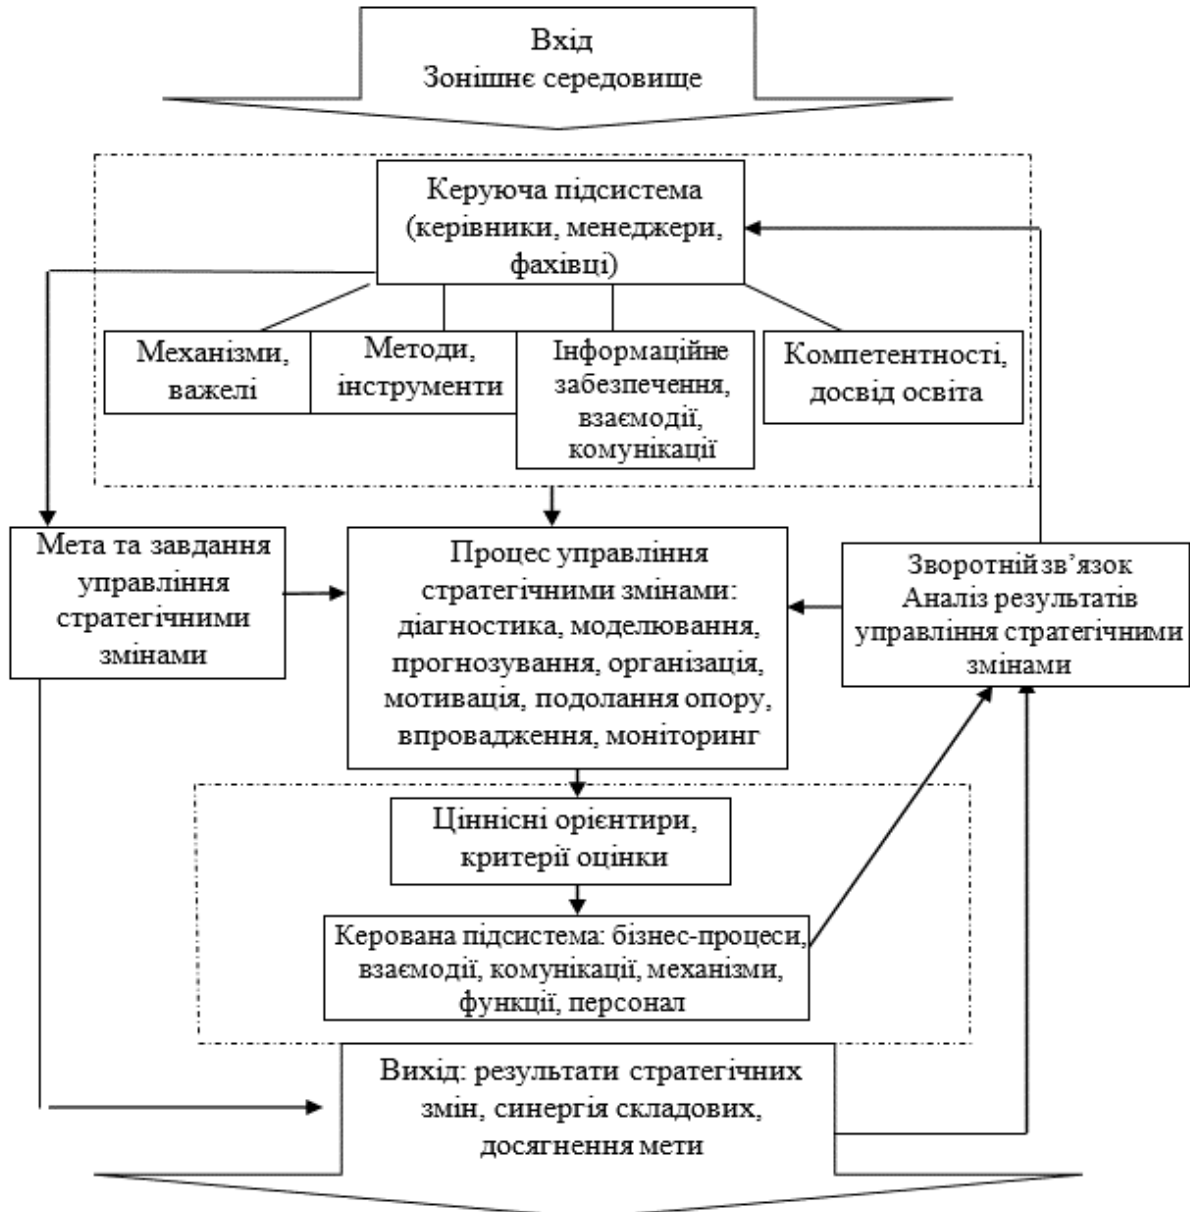 Вхід
Зонішнє середовище
Керуюча підсистема
(керівники, менеджери,
фахівці)
Механізми,
важелі
Методи,
інструменти
Інформаційне
забезпечення,
взаємодії,
комунікації
Компетентності,
досвід освіта
Мета та завдання
управління
стратегічними
змінами
Процес управління
стратегічними змінами:
діагностика, моделювання,
прогнозування, організація,
мотивація, подолання опору,
впровадження, моніторинг
Зворотній зв’язок
Аналіз результатів
управління стратегічними
змінами
Ціннісні орієнтири,
критерії оцінки
Керована підсистема: бізнес-процеси,
взаємодії, комунікації, механізми,
функції, персонал
Вихід: результати стратегічних
змін, синергія складових,
досягнення мети